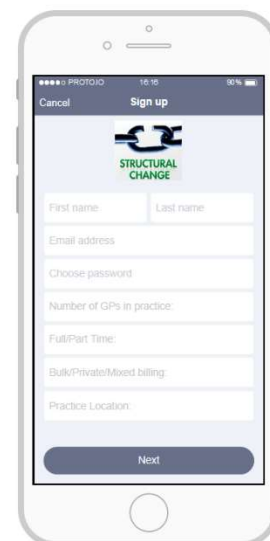 PROTO.IO 16:16 90%
Cancel Sign up
STRUCTURAL
CHANGE
First name Last name
Email address
Choose password
Number of GPs in practice:
Full/Part Time:
Bulk/Private/Mixed billing:
Practice Location:
Next